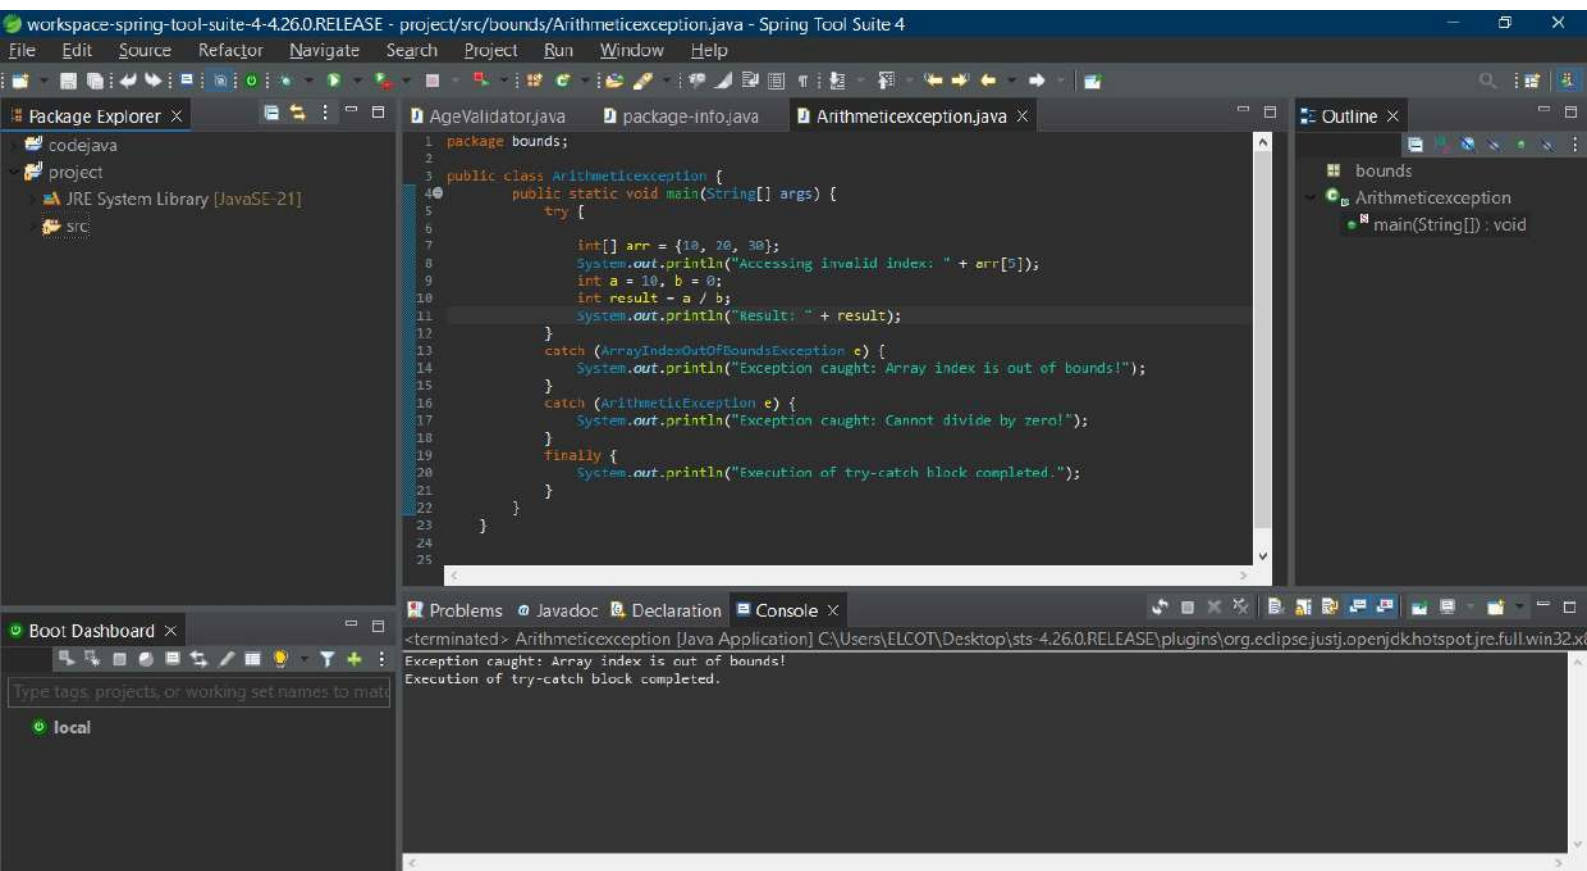 workspace-spring-tool-suite-4-4.26.0.RELEASE - project/src/bounds/Arithmeticexception.java - Spring Tool Suite 4
File Edit Source Refactor Navigate Search Project Run Window Help
Package Explorer
AgeValidator.java package-info.java Arithmeticexception.java
Outline
codejava
project
JRE System Library [JavaSE-21]
src
1 package bounds;
2
3 public class Arithmeticexception {
4 public static void main(String[] args) {
5 try {
6
7 int[] arr = {10, 20, 30};
8 System.out.println("Accessing invalid index: " + arr[5]);
9 int a = 10, b = 0;
10 int result = a / b;
11 System.out.println("Result: " + result);
12 }
13 catch (ArrayIndexOutOfBoundsException e) {
14 System.out.println("Exception caught: Array index is out of bounds!");
15 }
16 catch (ArithmeticException e) {
17 System.out.println("Exception caught: Cannot divide by zero!");
18 }
19 finally {
20 System.out.println("Execution of try-catch block completed.");
21 }
22 }
23 }
24
25
bounds
Arithmeticexception
main(String[]) : void
Problems Javadoc Declaration Console
<terminated> Arithmeticexception [Java Application] C:\Users\ELCOT\Desktop\sts-4.26.0.RELEASE\plugins\org.eclipse.justj.openjdk.hotspot.jre.full.win32.x8
Exception caught: Array index is out of bounds!
Execution of try-catch block completed.
Boot Dashboard
Type tags, projects, or working set names to matc
local